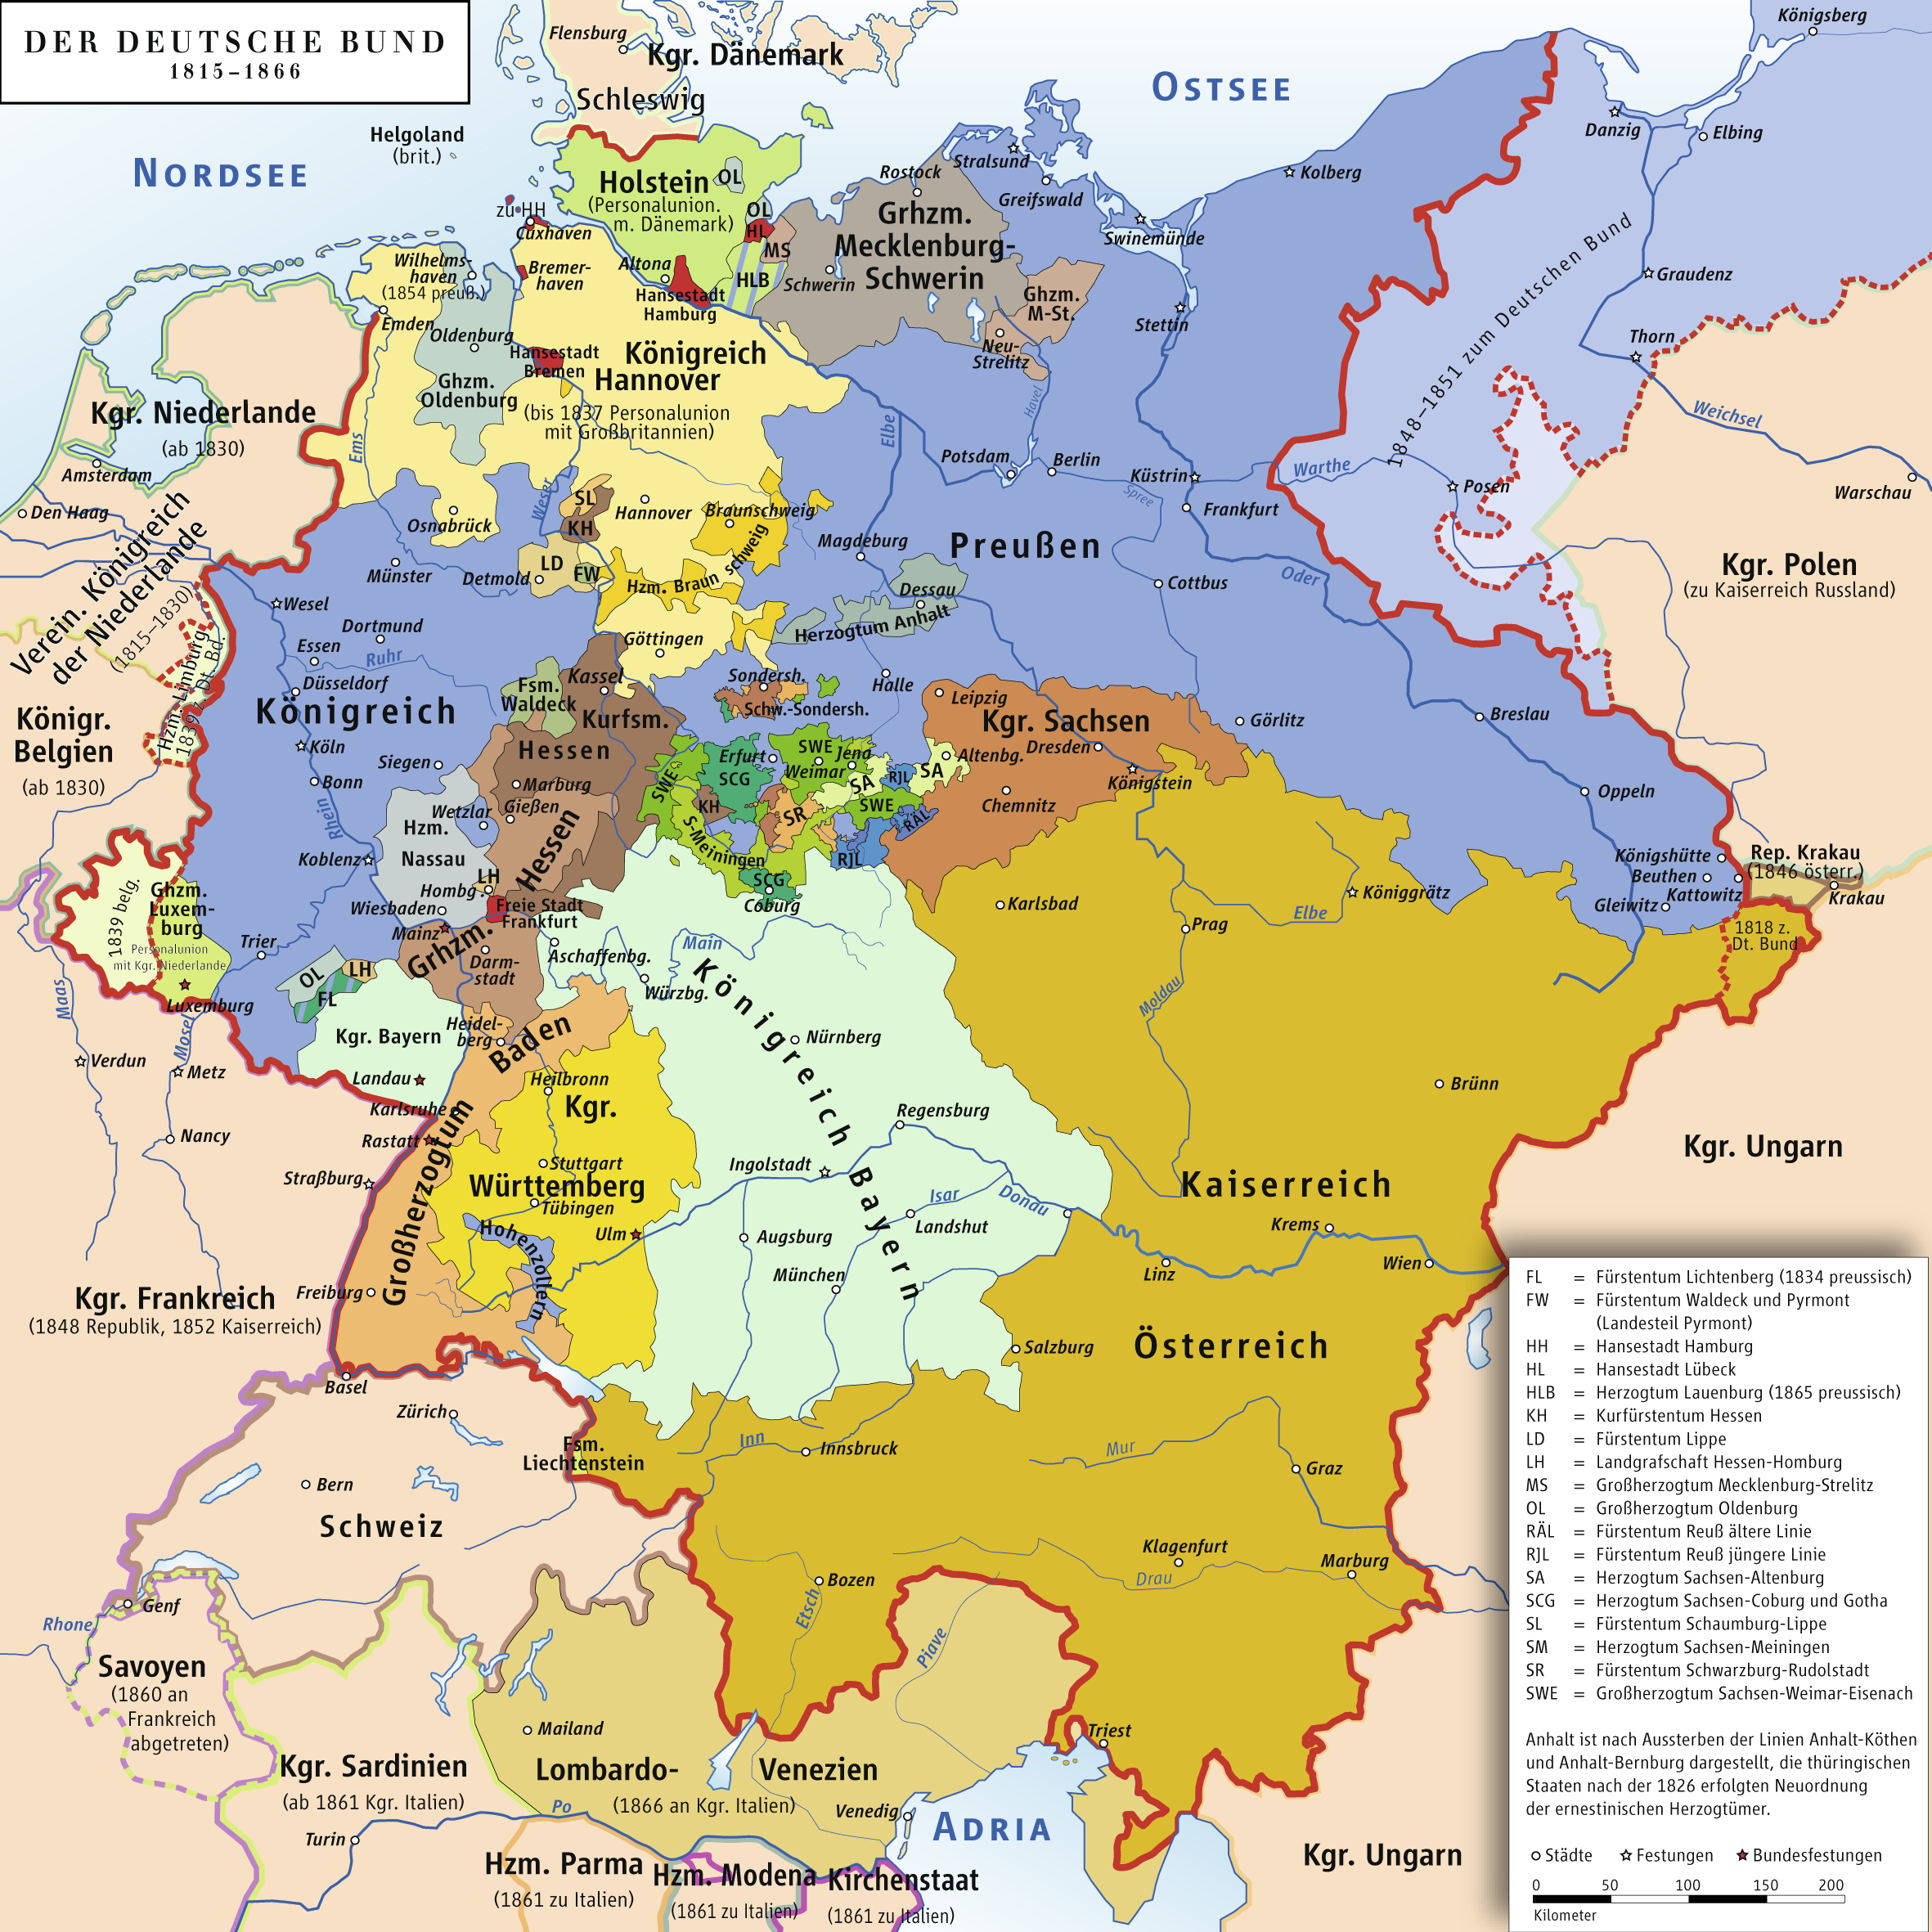 DER DEUTSCHE BUND
1815–1866
Flensburg
Kgr. Dänemark
Schleswig
OSTSEE
Königsberg
Helgoland
(brit.)
NORDSEE
Danzig
Elbing
Holstein
(Personalunion.
m. Dänemark)
OL
OL
HL
MS
HLB
zu HH
Cuxhaven
Bremer-
haven
Altona
Hansestadt
Hamburg
Schwerin
Rostock
Stralsund
Greifswald
Grhzm.
Mecklenburg-
Schwerin
Swinemünde
Kolberg
Ghzm.
M-St.
Neu-
Strelitz
Stettin
Graudenz
Thorn
1848–1851 zum Deutschen Bund
Wilhelms-
haven
(1854 preuß.)
Emden
Oldenburg
Ghzm.
Oldenburg
Hansestadt
Bremen
Königreich
Hannover
(bis 1837 Personalunion
mit Großbritannien)
Kgr. Niederlande
(ab 1830)
Amsterdam
Den Haag
Ems
Weser
Elbe
Havel
Spree
Warthe
Weichsel
Warschau
Posen
Potsdam
Berlin
Küstrin
Frankfurt
Osnabrück
SL
KH
Hannover
Braunschweig
Hzm. Braun
schweig
Münster
Detmold
LD
FW
Magdeburg
Preußen
Dessau
Herzogtum Anhalt
Cottbus
Oder
Kgr. Polen
(zu Kaiserreich Russland)
Verein. Königreich
der Niederlande
(1815–1830)
Hzm. Limburg
1839 z. Dt. Bd.
Wesel
Dortmund
Essen
Ruhr
Düsseldorf
Königreich
Göttingen
Kassel
Fsm.
Waldeck
Kurfsm.
Hessen
Sondersh.
Schw.-Sondersh.
Halle
Leipzig
Kgr. Sachsen
Dresden
Görlitz
Breslau
Königr.
Belgien
(ab 1830)
Köln
Siegen
Bonn
Rhein
Marburg
Gießen
Wetzlar
Hzm.
Nassau
Koblenz
LH
Hombg.
Wiesbaden
Freie Stadt
Frankfurt
Mainz
Hessen
Grhzm.
Darm-
stadt
Erfurt
SCG
SWE
Weimar
Jena
SA
RJL
SA
Altenbg.
SWE
KH
SR
SWE
RÄL
RJL
S-Meiningen
SCG
Coburg
Chemnitz
Königstein
Oppeln
Königshütte
Beuthen
Kattowitz
Gleiwitz
Rep. Krakau
(1846 österr.)
Krakau
1818 z.
Dt. Bund
1839 belg.
Ghzm.
Luxem-
burg
Personalunion
mit Kgr. Niederlande
Luxemburg
Trier
OL
LH
FL
Maas
Mosel
Verdun
Metz
Nancy
Kgr. Bayern
Landau
Heidel-
berg
Baden
Karlsruhe
Rastatt
Straßburg
Großherzogtum
Freiburg
Aschaffenbg.
Würzbg.
Main
Königreich Bayern
Nürnberg
Karlsbad
Prag
Elbe
Königgrätz
Moldau
Brünn
Heilbronn
Kgr.
Stuttgart
Württemberg
Tübingen
Hohenzollern
Ulm
Regensburg
Ingolstadt
Isar
Donau
Landshut
Augsburg
München
Kaiserreich
Krems
Wien
Linz
Österreich
Salzburg
Kgr. Ungarn
Kgr. Frankreich
(1848 Republik, 1852 Kaiserreich)
Basel
Zürich
Bern
Schweiz
Fsm.
Liechtenstein
Inn
Innsbruck
Mur
Graz
Klagenfurt
Drau
Marburg
Bozen
Etsch
Piave
Genf
Rhone
Savoyen
(1860 an
Frankreich
abgetreten)
Mailand
Kgr. Sardinien
(ab 1861 Kgr. Italien)
Turin
Lombardo-
Venezien
(1866 an Kgr. Italien)
Po
Venedig
Triest
ADRIA
Hzm. Parma
(1861 zu Italien)
Hzm. Modena
(1861 zu Italien)
Kirchenstaat
(1861 zu Italien)
Kgr. Ungarn
FL = Fürstentum Lichtenberg (1834 preussisch)
FW = Fürstentum Waldeck und Pyrmont
(Landesteil Pyrmont)
HH = Hansestadt Hamburg
HL = Hansestadt Lübeck
HLB = Herzogtum Lauenburg (1865 preussisch)
KH = Kurfürstentum Hessen
LD = Fürstentum Lippe
LH = Landgrafschaft Hessen-Homburg
MS = Großherzogtum Mecklenburg-Strelitz
OL = Großherzogtum Oldenburg
RÄL = Fürstentum Reuß ältere Linie
RJL = Fürstentum Reuß jüngere Linie
SA = Herzogtum Sachsen-Altenburg
SCG = Herzogtum Sachsen-Coburg und Gotha
SL = Fürstentum Schaumburg-Lippe
SM = Herzogtum Sachsen-Meiningen
SR = Fürstentum Schwarzburg-Rudolstadt
SWE = Großherzogtum Sachsen-Weimar-Eisenach
Anhalt ist nach Aussterben der Linien Anhalt-Köthen
und Anhalt-Bernburg dargestellt, die thüringischen
Staaten nach der 1826 erfolgten Neuordnung
der ernestinischen Herzogtümer.
Städte Festungen Bundesfestungen
0 50 100 150 200
Kilometer